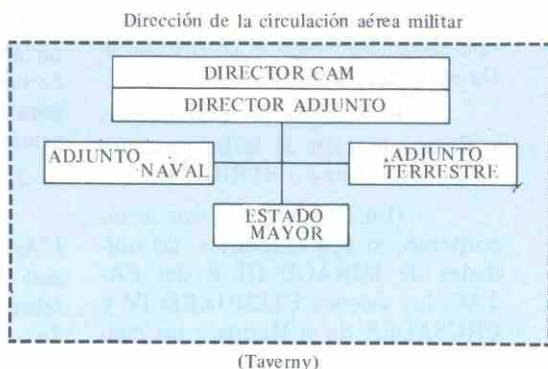 Dirección de la circulación aérea militar
DIRECTOR CAM
DIRECTOR ADJUNTO
ADJUNTO NAVAL
ADJUNTO TERRESTRE
ESTADO MAYOR
(Taverny)